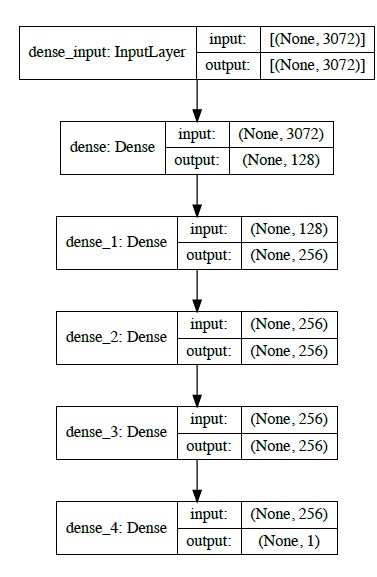 dense_input: InputLayer
input: [(None, 3072)]
output: [(None, 3072)]
dense: Dense
input: (None, 3072)
output: (None, 128)
dense_1: Dense
input: (None, 128)
output: (None, 256)
dense_2: Dense
input: (None, 256)
output: (None, 256)
dense_3: Dense
input: (None, 256)
output: (None, 256)
dense_4: Dense
input: (None, 256)
output: (None, 1)